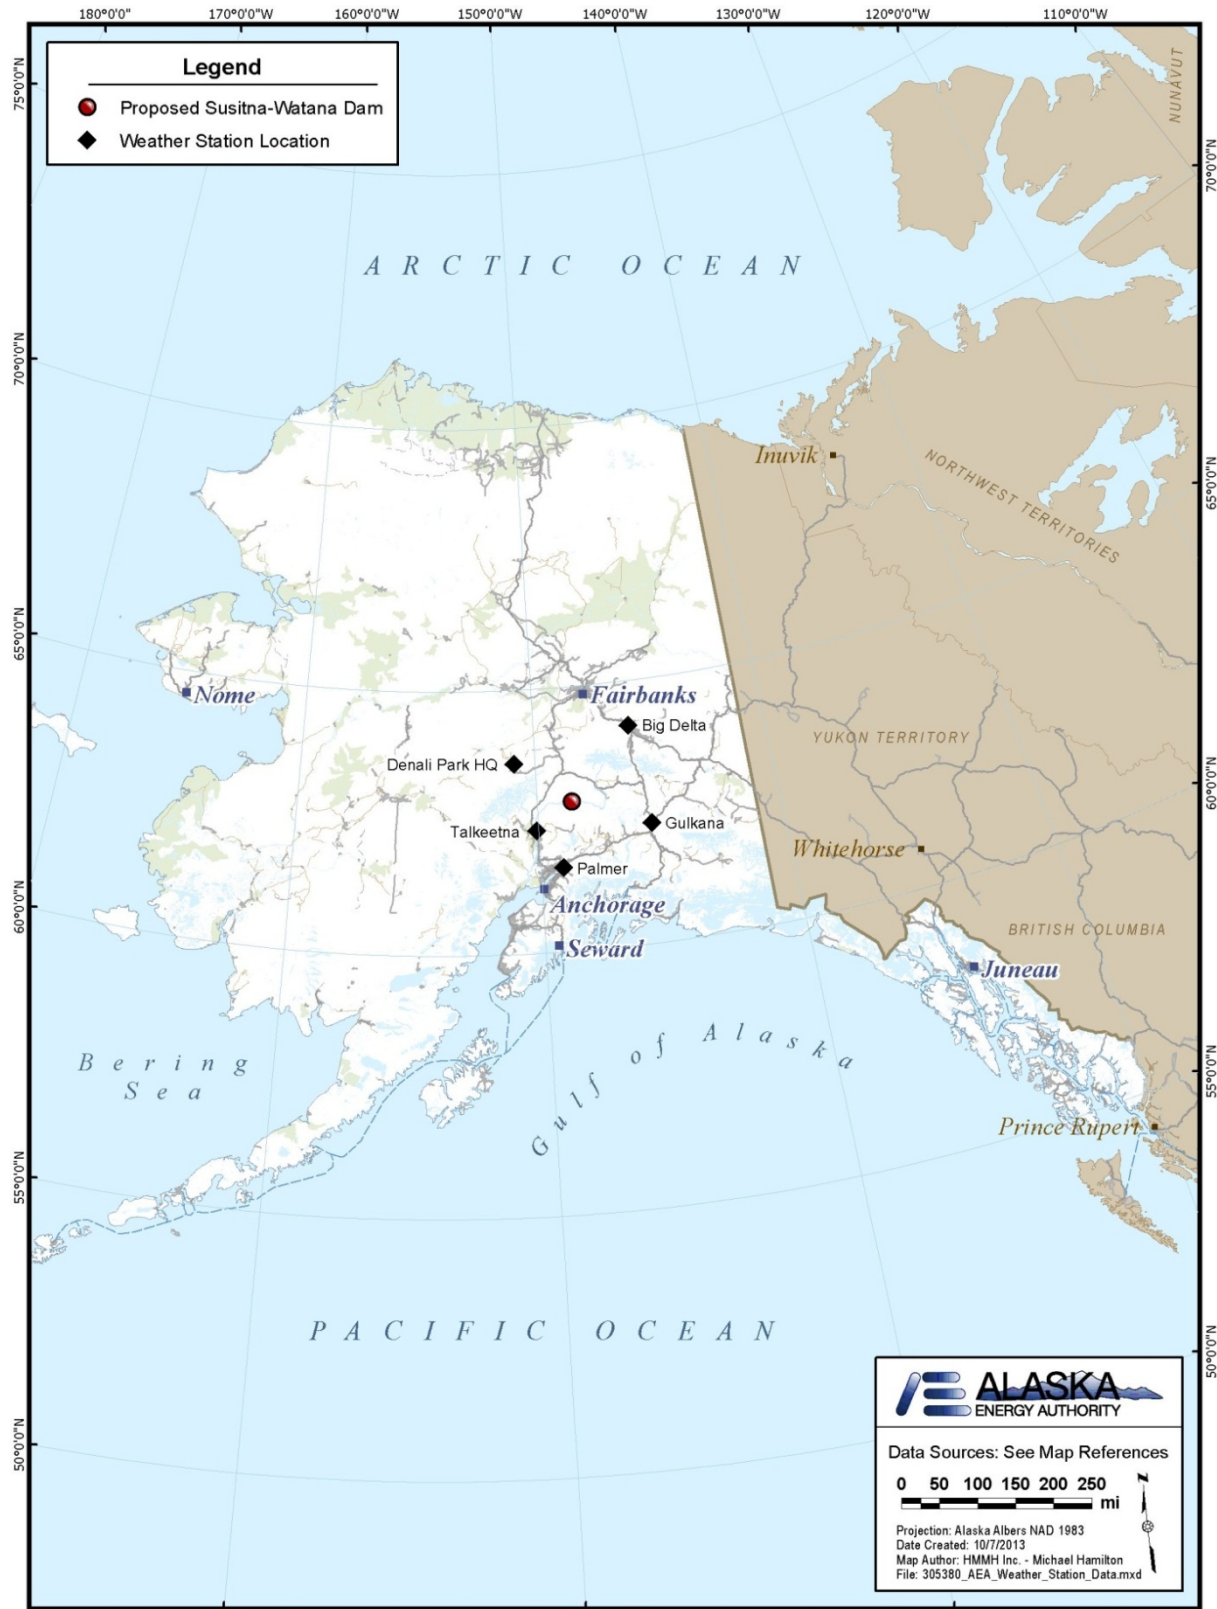 180°0'0"W
170°0'0"W
160°0'0"W
150°0'0"W
140°0'0"W
130°0'0"W
120°0'0"W
110°0'0"W
Legend
Proposed Susitna-Watana Dam
Weather Station Location
75°0'0"N
70°0'0"N
65°0'0"N
60°0'0"N
55°0'0"N
50°0'0"N
70°0'0"N
65°0'0"N
60°0'0"N
55°0'0"N
50°0'0"N
NUNAVUT
ARCTIC OCEAN
Inuvik
NORTHWEST TERRITORIES
Nome
Fairbanks
Big Delta
YUKON TERRITORY
Denali Park HQ
Talkeetna
Gulkana
Whitehorse
Palmer
Anchorage
BRITISH COLUMBIA
Seward
Juneau
Bering
Sea
Gulf of Alaska
Prince Rupert
PACIFIC OCEAN
ALASKA
ENERGY AUTHORITY
Data Sources: See Map References
0 50 100 150 200 250
mi
N
Projection: Alaska Albers NAD 1983
Date Created: 10/7/2013
Map Author: HMMH Inc. - Michael Hamilton
File: 305380_AEA_Weather_Station_Data.mxd